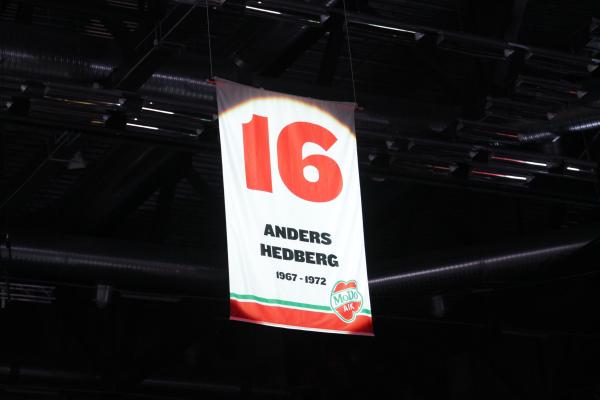 16
ANDERS
HEDBERG
1967 - 1972
MoDo
AIK